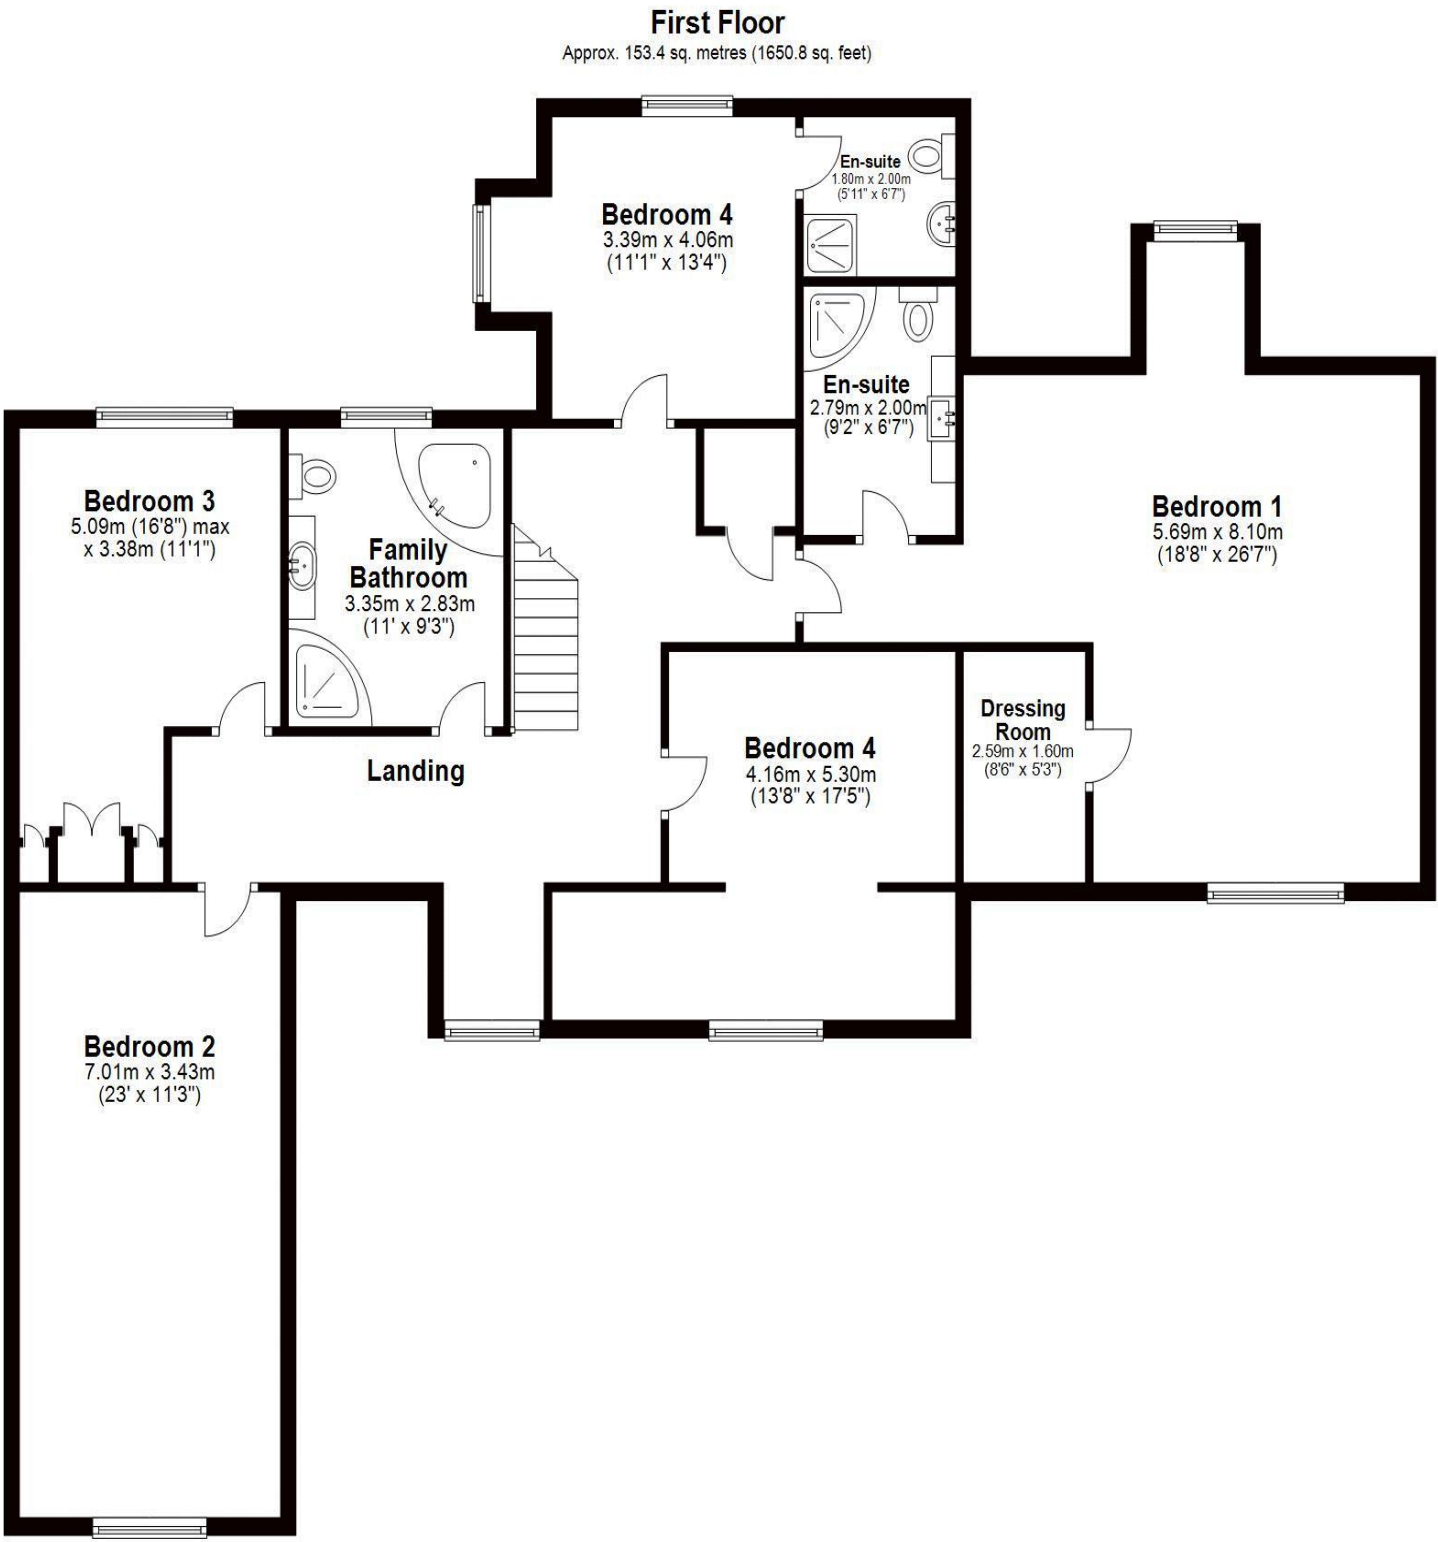 First Floor
Approx. 153.4 sq. metres (1650.8 sq. feet)
En-suite
1.80m x 2.00m
(5'11" x 6'7")
Bedroom 4
3.39m x 4.06m
(11'1" x 13'4")
En-suite
2.79m x 2.00m
(9'2" x 6'7")
Bedroom 3
5.09m (16'8") max
x 3.38m (11'1")
Family
Bathroom
3.35m x 2.83m
(11' x 9'3")
Bedroom 1
5.69m x 8.10m
(18'8" x 26'7")
Landing
Bedroom 4
4.16m x 5.30m
(13'8" x 17'5")
Dressing
Room
2.59m x 1.60m
(8'6" x 5'3")
Bedroom 2
7.01m x 3.43m
(23' x 11'3")